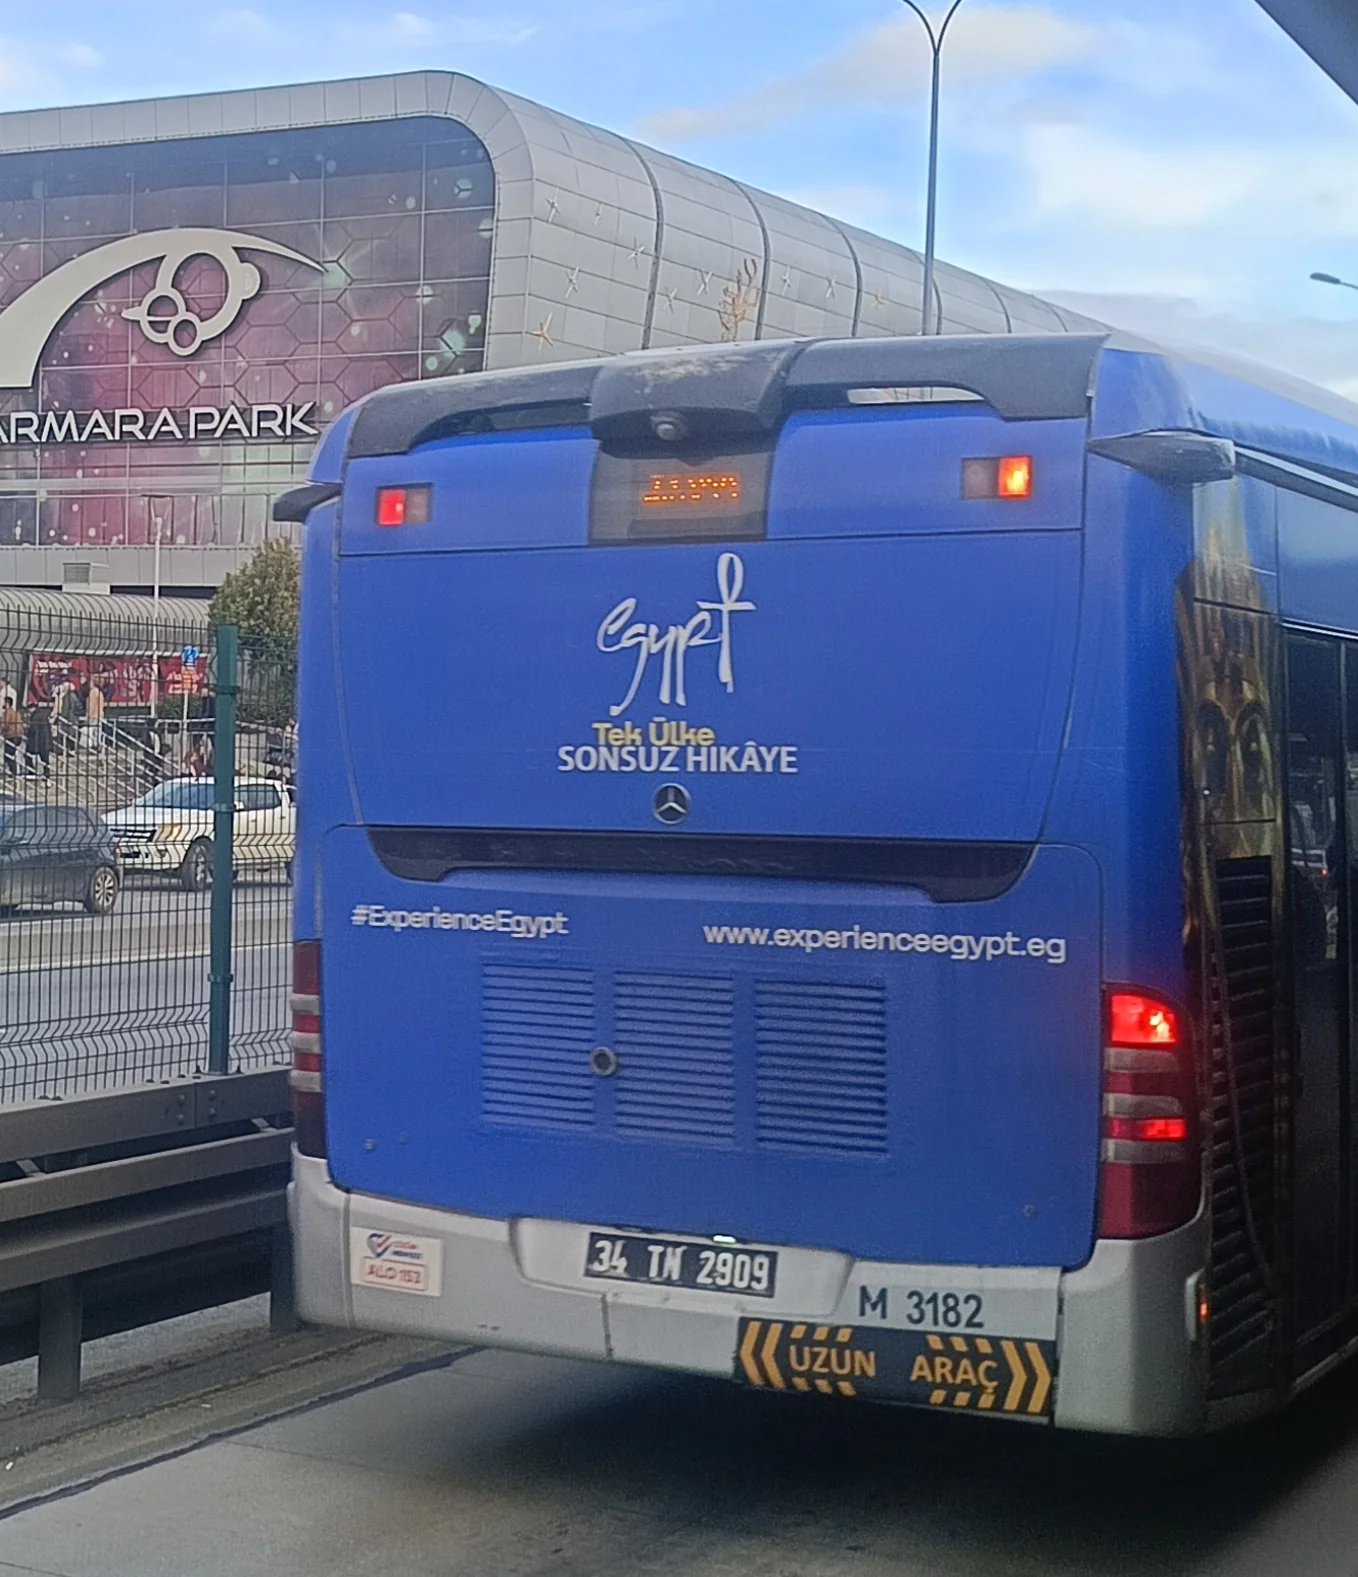 ARMARA PARK
egypt
Tek Ülke
SONSUZ HİKÂYE
#ExperienceEgypt
www.experienceegypt.eg
ALO 153
34 TN 2909
M 3182
UZUN ARAÇ